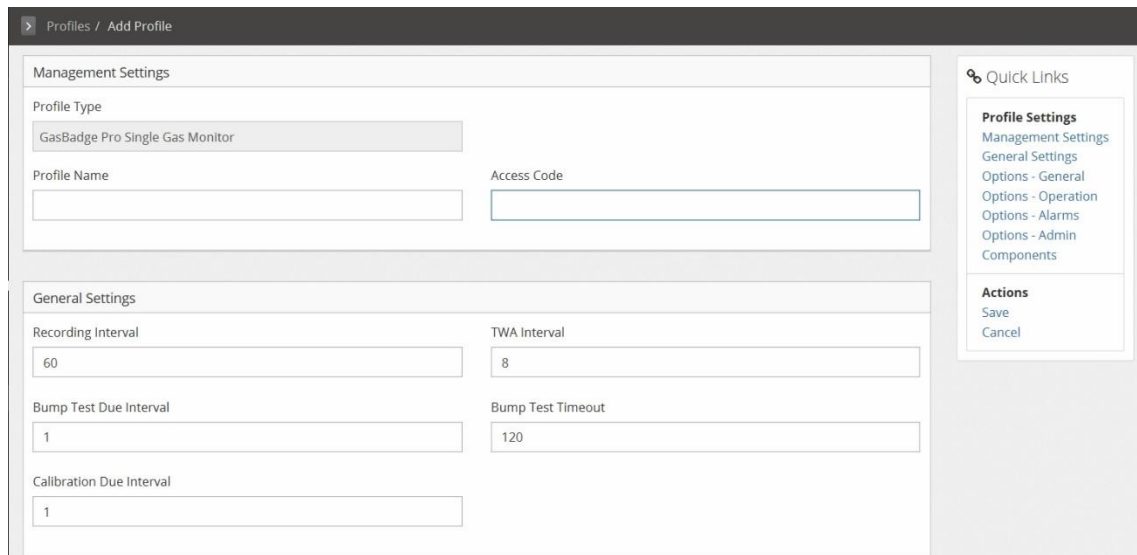 Profiles / Add Profile
Management Settings
Profile Type
GasBadge Pro Single Gas Monitor
Profile Name
Access Code
General Settings
Recording Interval
TWA Interval
60
8
Bump Test Due Interval
Bump Test Timeout
1
120
Calibration Due Interval
1
Quick Links
Profile Settings
Management Settings
General Settings
Options - General
Options - Operation
Options - Alarms
Options - Admin
Components
Actions
Save
Cancel